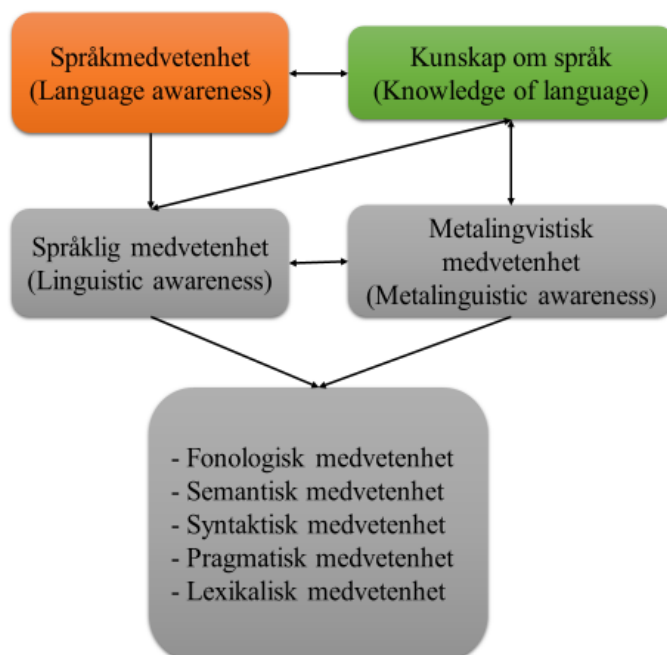 Språkmedvetenhet
(Language awareness)
Kunskap om språk
(Knowledge of language)
Språklig medvetenhet
(Linguistic awareness)
Metalingvistisk
medvetenhet
(Metalinguistic awareness)
- Fonologisk medvetenhet
- Semantisk medvetenhet
- Syntaktisk medvetenhet
- Pragmatisk medvetenhet
- Lexikalisk medvetenhet